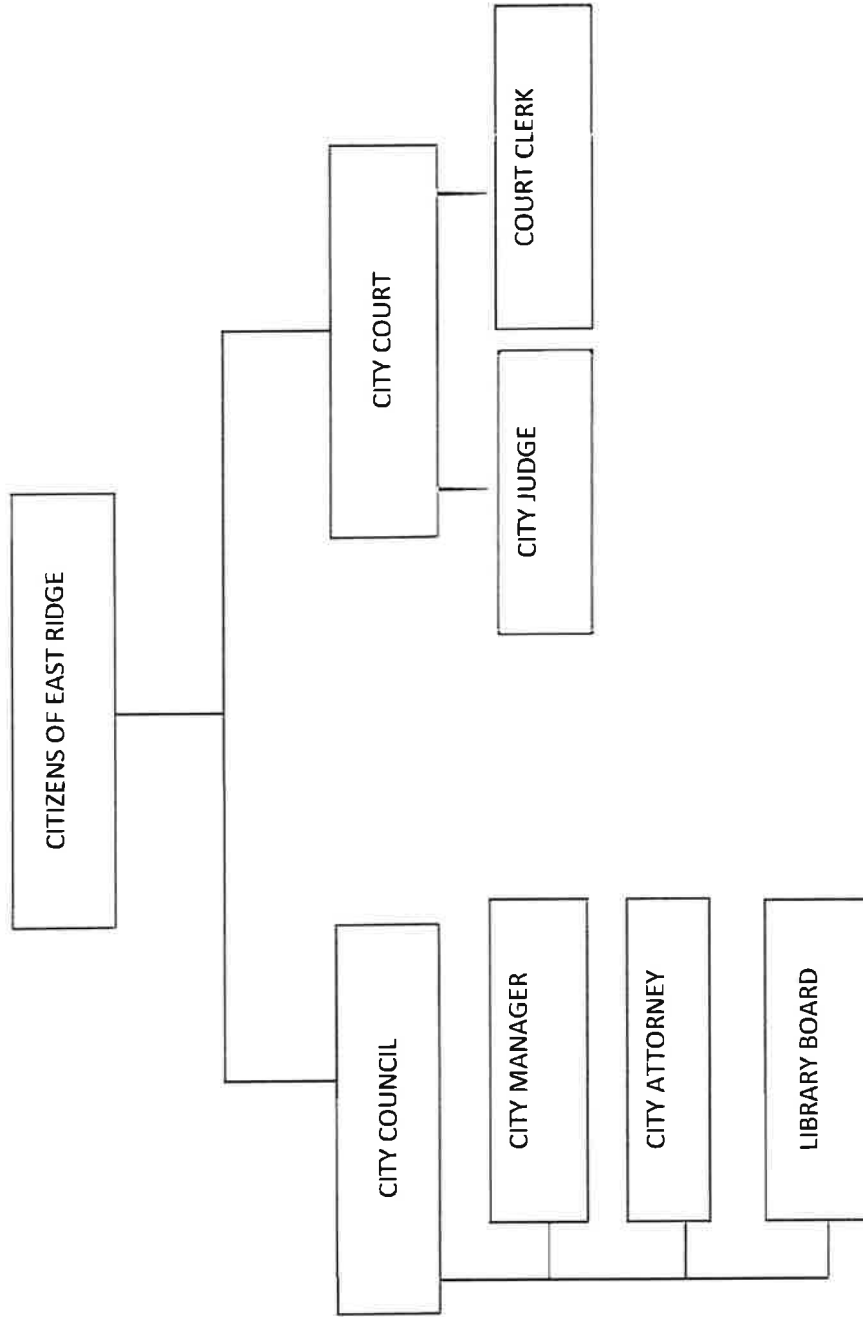 CITIZENS OF EAST RIDGE
CITY COUNCIL
CITY COURT
CITY MANAGER
CITY ATTORNEY
LIBRARY BOARD
CITY JUDGE
COURT CLERK